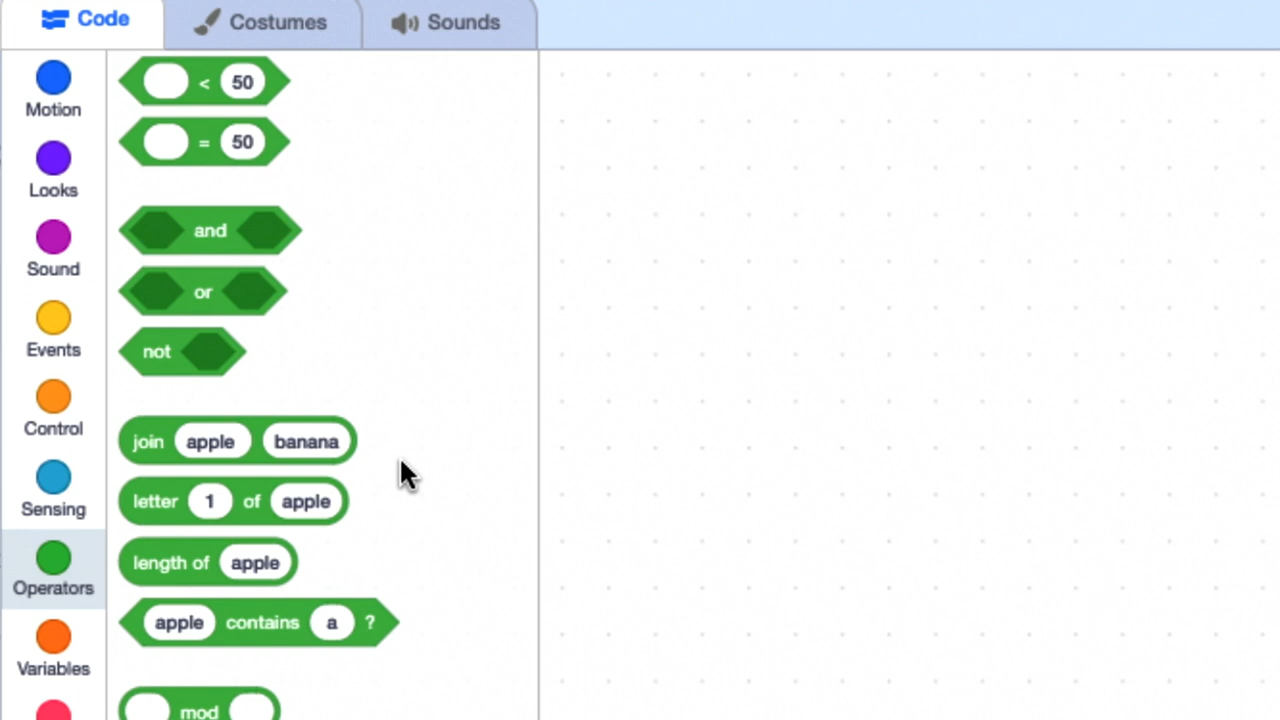 Code Costumes Sounds
Motion
Looks
Sound
Events
Control
Sensing
Operators
Variables
< 50
= 50
and
or
not
join apple banana
letter 1 of apple
length of apple
apple contains a ?
mod